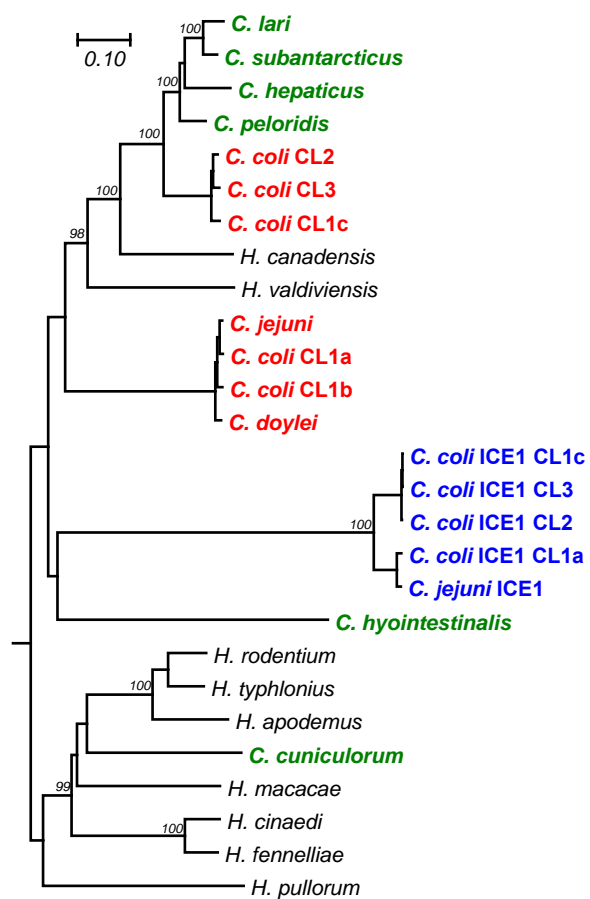 100
C. lari
0.10
100
C. subantarcticus
C. hepaticus
100
C. peloridis
C. coli CL2
100
C. coli CL3
C. coli CL1c
98
H. canadensis
H. valdiviensis
C. jejuni
C. coli CL1a
C. coli CL1b
C. doylei
C. coli ICE1 CL1c
C. coli ICE1 CL3
100
C. coli ICE1 CL2
C. coli ICE1 CL1a
C. jejuni ICE1
C. hyointestinalis
H. rodentium
100
H. typhlonius
H. apodemus
C. cuniculorum
99
H. macacae
100
H. cinaedi
H. fennelliae
H. pullorum